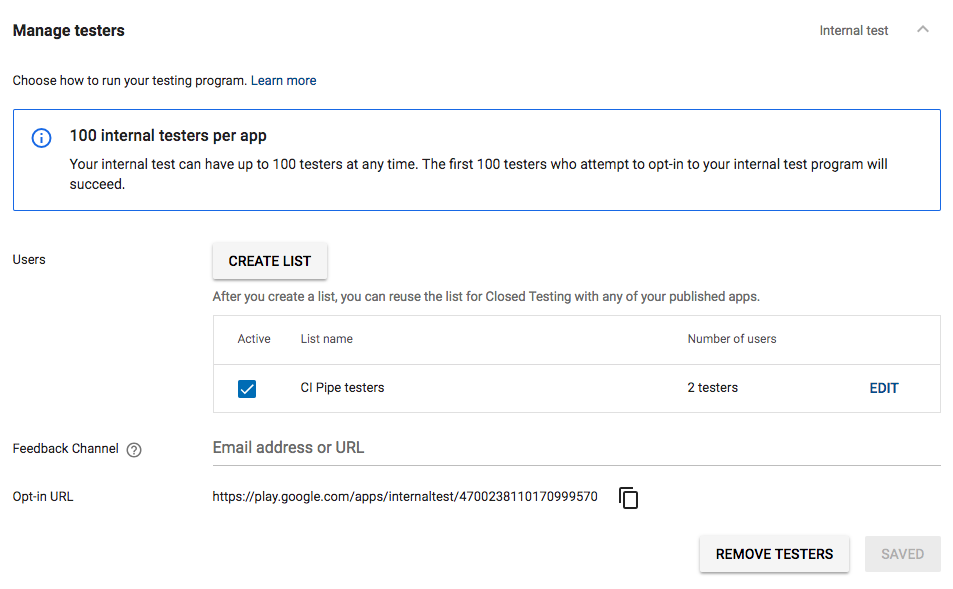 Manage testers
Internal test
Choose how to run your testing program. Learn more
100 internal testers per app
Your internal test can have up to 100 testers at any time. The first 100 testers who attempt to opt-in to your internal test program will
succeed.
Users
CREATE LIST
After you create a list, you can reuse the list for Closed Testing with any of your published apps.
Active List name Number of users
CI Pipe testers 2 testers EDIT
Feedback Channel ? Email address or URL
Opt-in URL https://play.google.com/apps/internaltest/4700238110170999570
REMOVE TESTERS SAVED